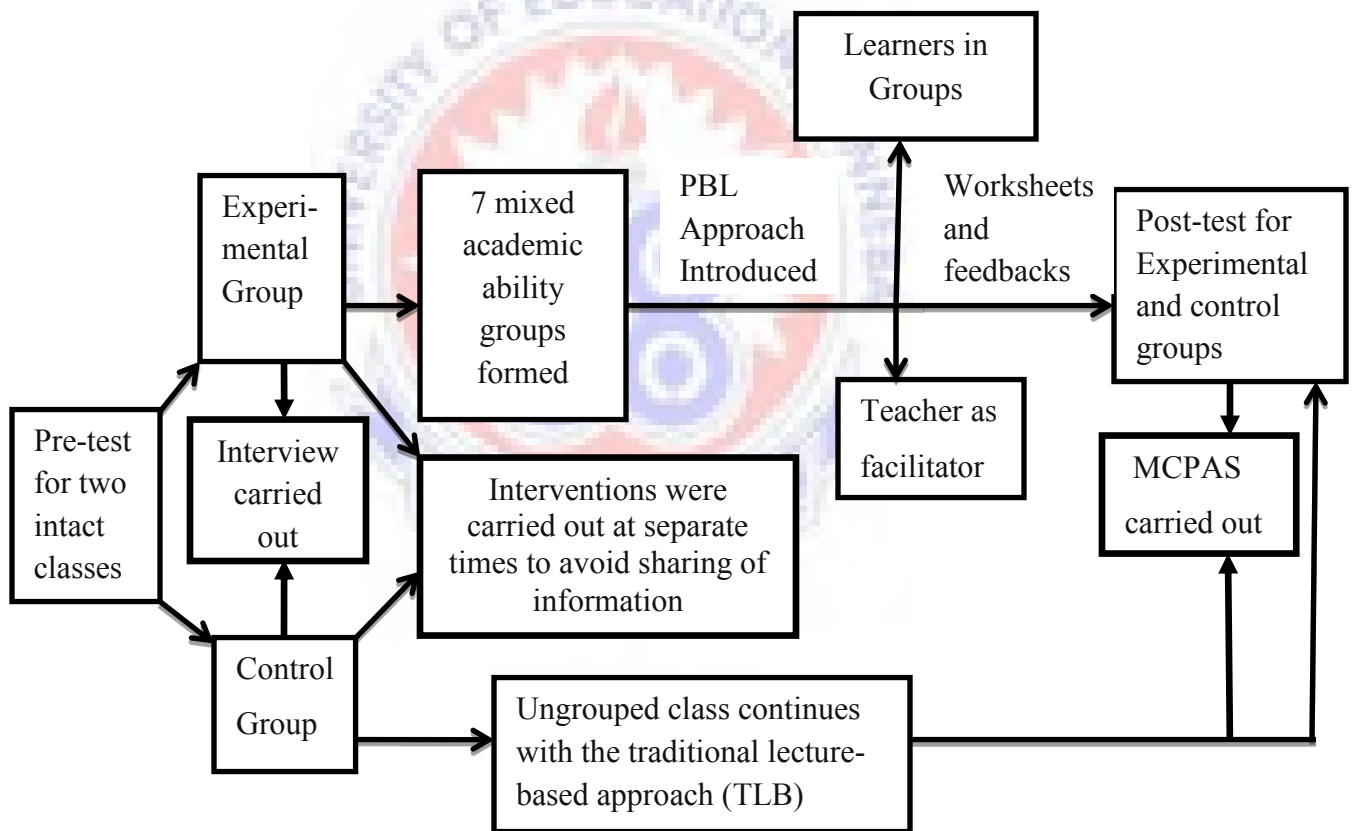 UNIVERSITY OF EDUCATION
Learners in
Groups
Experi-
mental
Group
7 mixed
academic
ability
groups
formed
PBL
Approach
Introduced
Worksheets
and
feedbacks
Post-test for
Experimental
and control
groups
Pre-test
for two
intact
classes
Interview
carried
out
Interventions were
carried out at separate
times to avoid sharing of
information
Teacher as
facilitator
MCPAS
carried out
Control
Group
Ungrouped class continues
with the traditional lecture-
based approach (TLB)